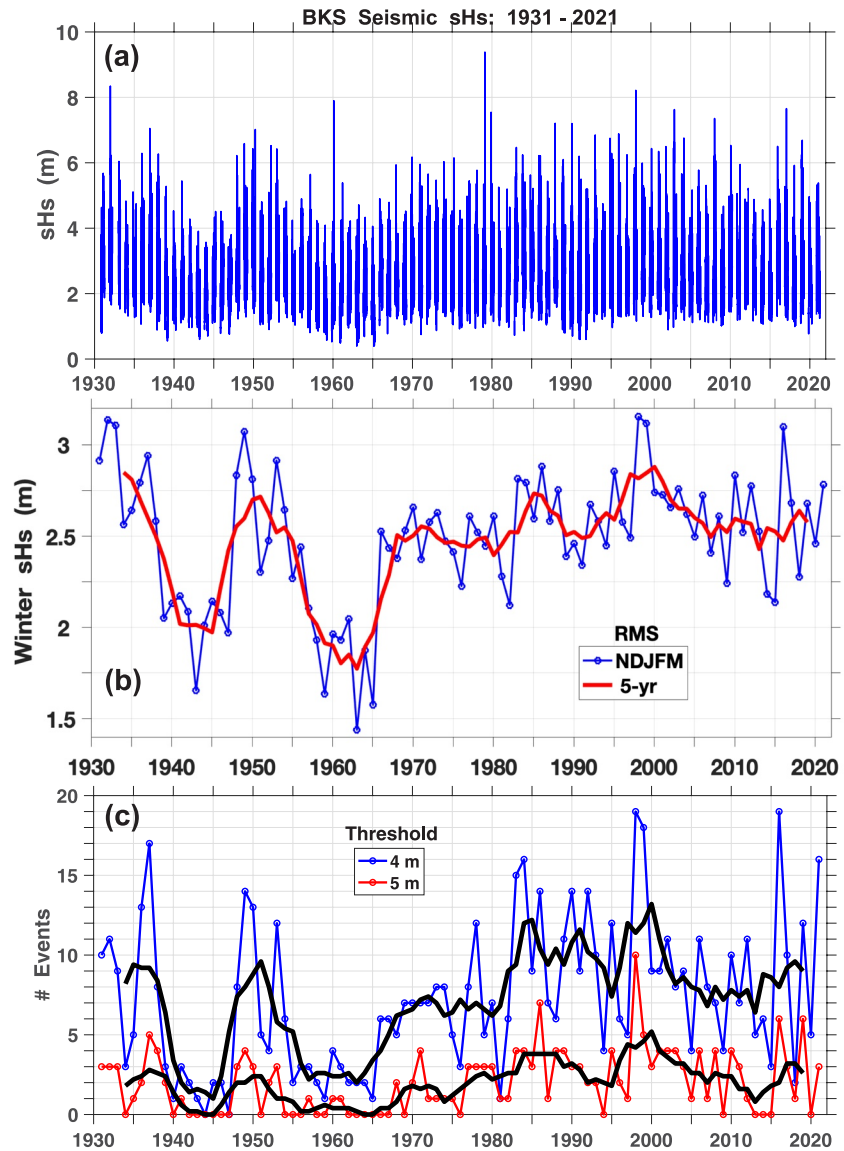 BKS Seismic sHs: 1931 - 2021
(a)
sHs (m)
10
8
6
4
2
0
1930 1940 1950 1960 1970 1980 1990 2000 2010 2020
(b)
Winter sHs (m)
3
2.5
2
1.5
RMS
NDJFM
5-yr
1930 1940 1950 1960 1970 1980 1990 2000 2010 2020
(c)
# Events
20
15
10
5
0
Threshold
4 m
5 m
1930 1940 1950 1960 1970 1980 1990 2000 2010 2020